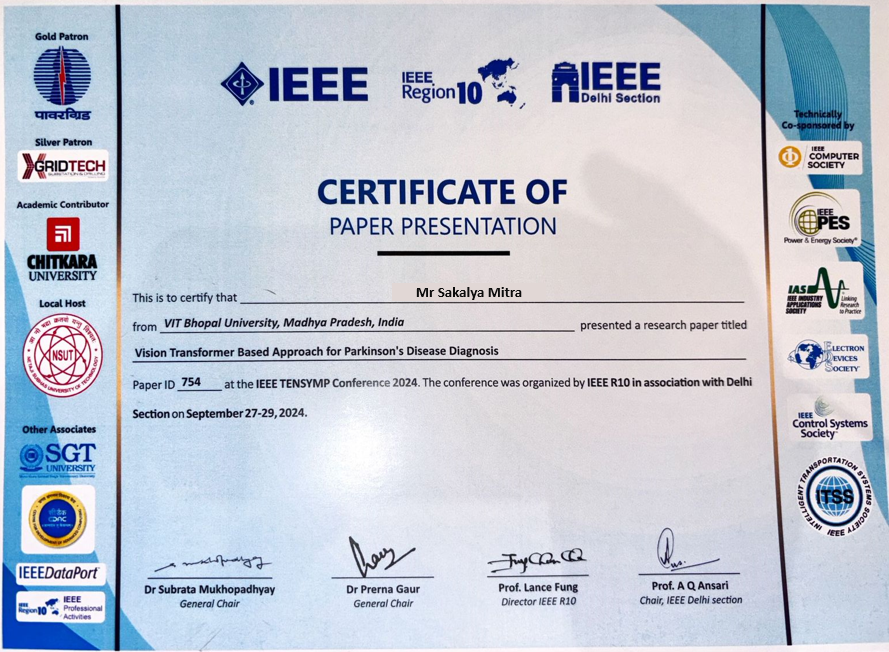 Gold Patron
पावरग्रिड
Silver Patron
GRIDTECH
Academic Contributor
CHITKARA
UNIVERSITY
Local Host
NSUT
Other Associates
SGT
UNIVERSITY
IEEE DataPort
IEEE
Region 10
IEEE
Professional
Activities
IEEE
IEEE
Region 10
IEEE
Delhi Section
CERTIFICATE OF
PAPER PRESENTATION
This is to certify that Mr Sakalya Mitra
from VIT Bhopal University, Madhya Pradesh, India presented a research paper titled
Vision Transformer Based Approach for Parkinson's Disease Diagnosis
Paper ID 754 at the IEEE TENSYMP Conference 2024. The conference was organized by IEEE R10 in association with Delhi
Section on September 27-29, 2024.
Dr Subrata Mukhopadhyay
General Chair
Dr Prerna Gaur
General Chair
Prof. Lance Fung
Director IEEE R10
Prof. A Q Ansari
Chair, IEEE Delhi section
Technically
Co-sponsored by
IEEE
COMPUTER
SOCIETY
IEEE
PES
Power & Energy Society®
IAS
IEEE INDUSTRY
APPLICATIONS
SOCIETY
Linking
Research
to Practice
ELECTRON
DEVICES
SOCIETY®
IEEE
Control Systems
Society
INTELLIGENT TRANSPORTATION SYSTEMS SOCIETY
ITSS
IEEE